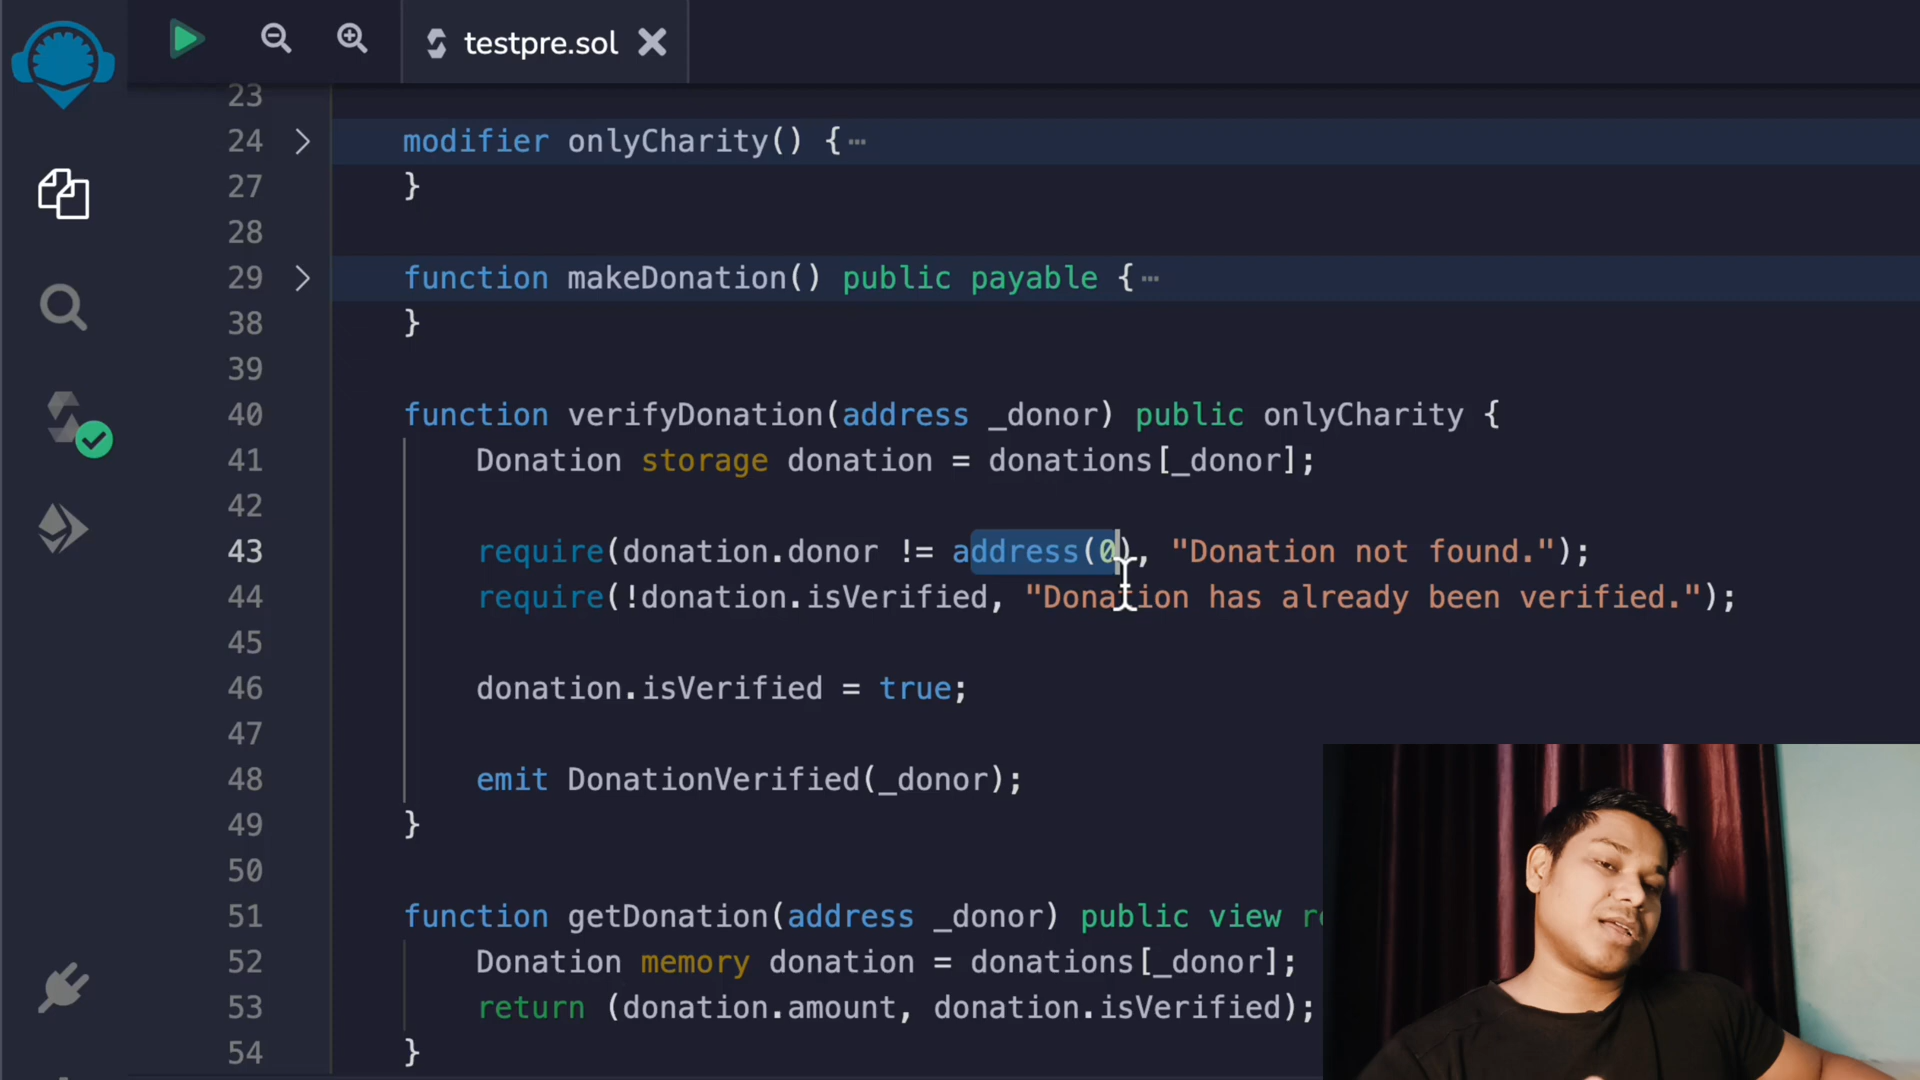 testpre.sol
23
24 modifier onlyCharity() {
27 }
28
29 function makeDonation() public payable {
38 }
39
40 function verifyDonation(address _donor) public onlyCharity {
41 Donation storage donation = donations[_donor];
42
43 require(donation.donor != address(0), "Donation not found.");
44 require(!donation.isVerified, "Donation has already been verified.");
45
46 donation.isVerified = true;
47
48 emit DonationVerified(_donor);
49 }
50
51 function getDonation(address _donor) public view
52 Donation memory donation = donations[_donor];
53 return (donation.amount, donation.isVerified);
54 }